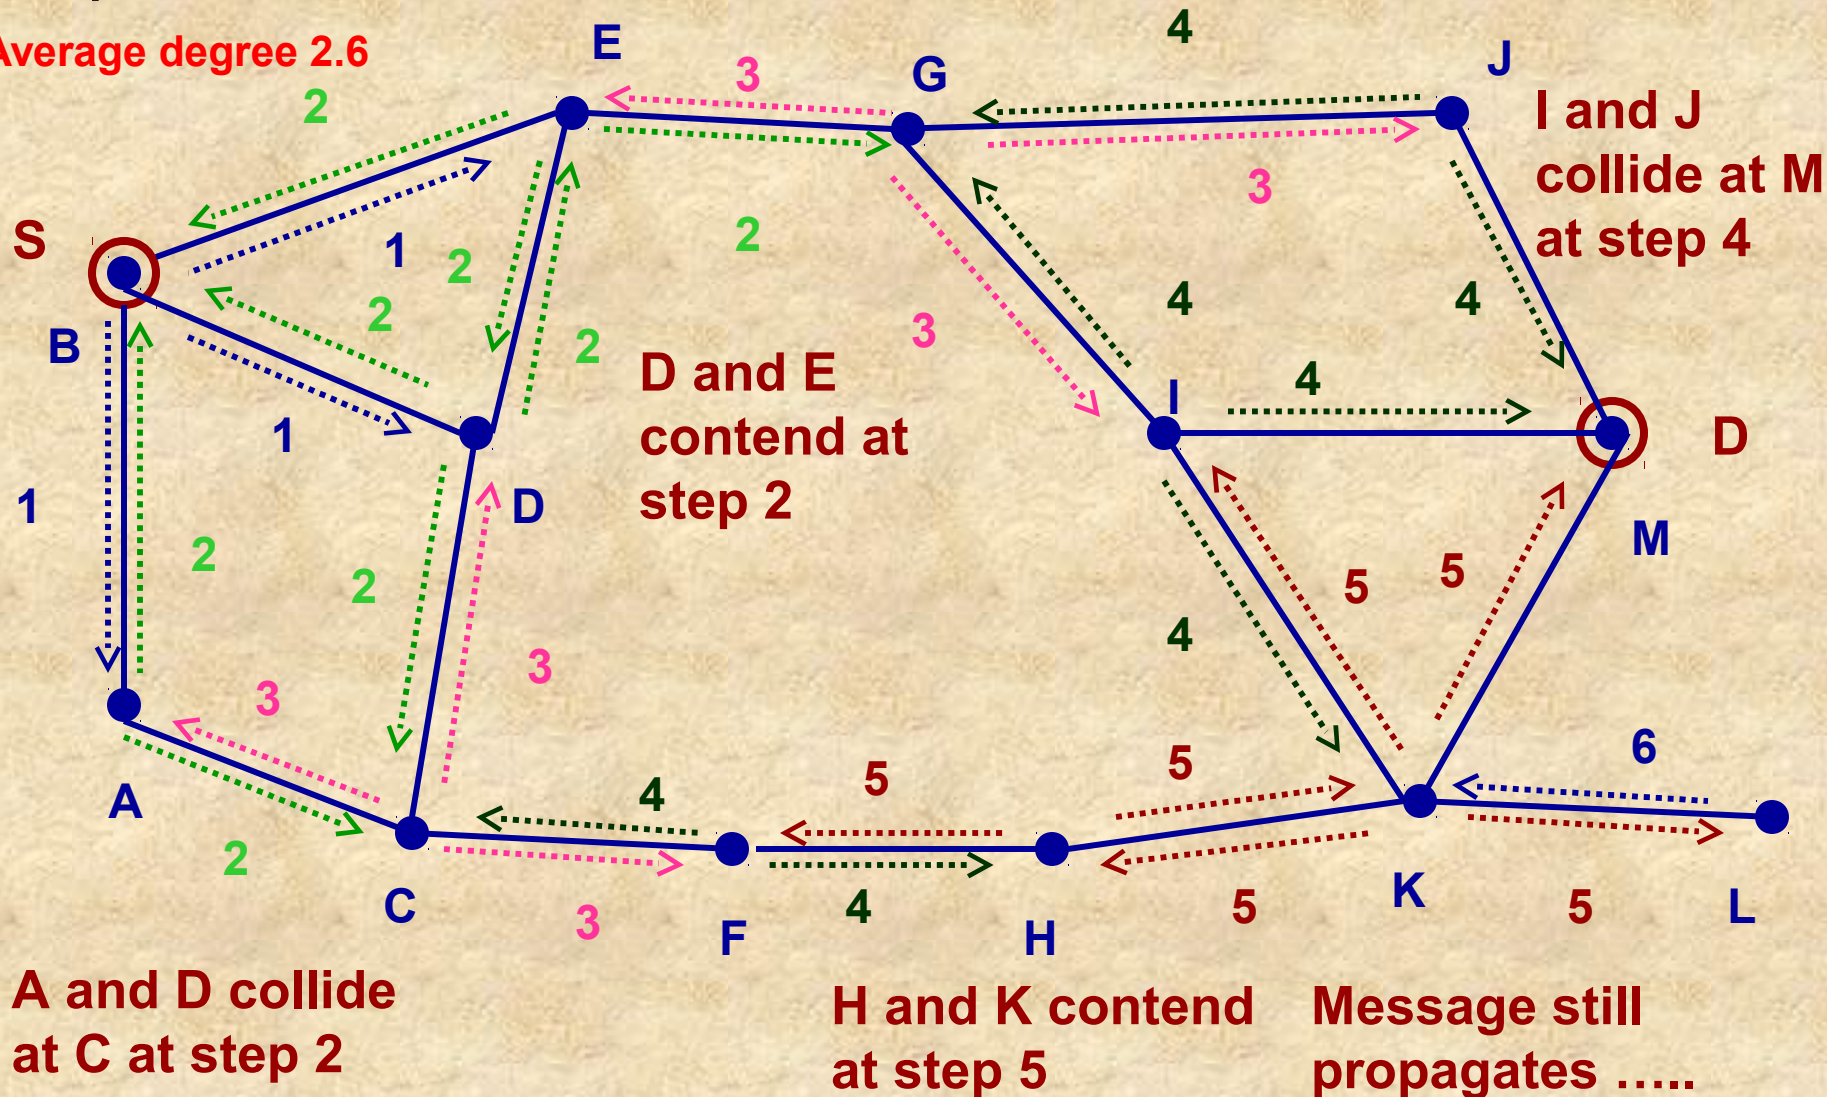 Average degree 2.6
E
4
J
G
3
2
I and J
collide at M
at step 4
3
S
1
2
2
2
4
4
B
2
3
2
D and E
contend at
step 2
4
I
1
D
1
D
M
2
2
5
5
4
3
3
A
4
5
5
6
2
C
3
4
F
H
5
K
5
L
A and D collide
at C at step 2
H and K contend
at step 5
Message still
propagates …..